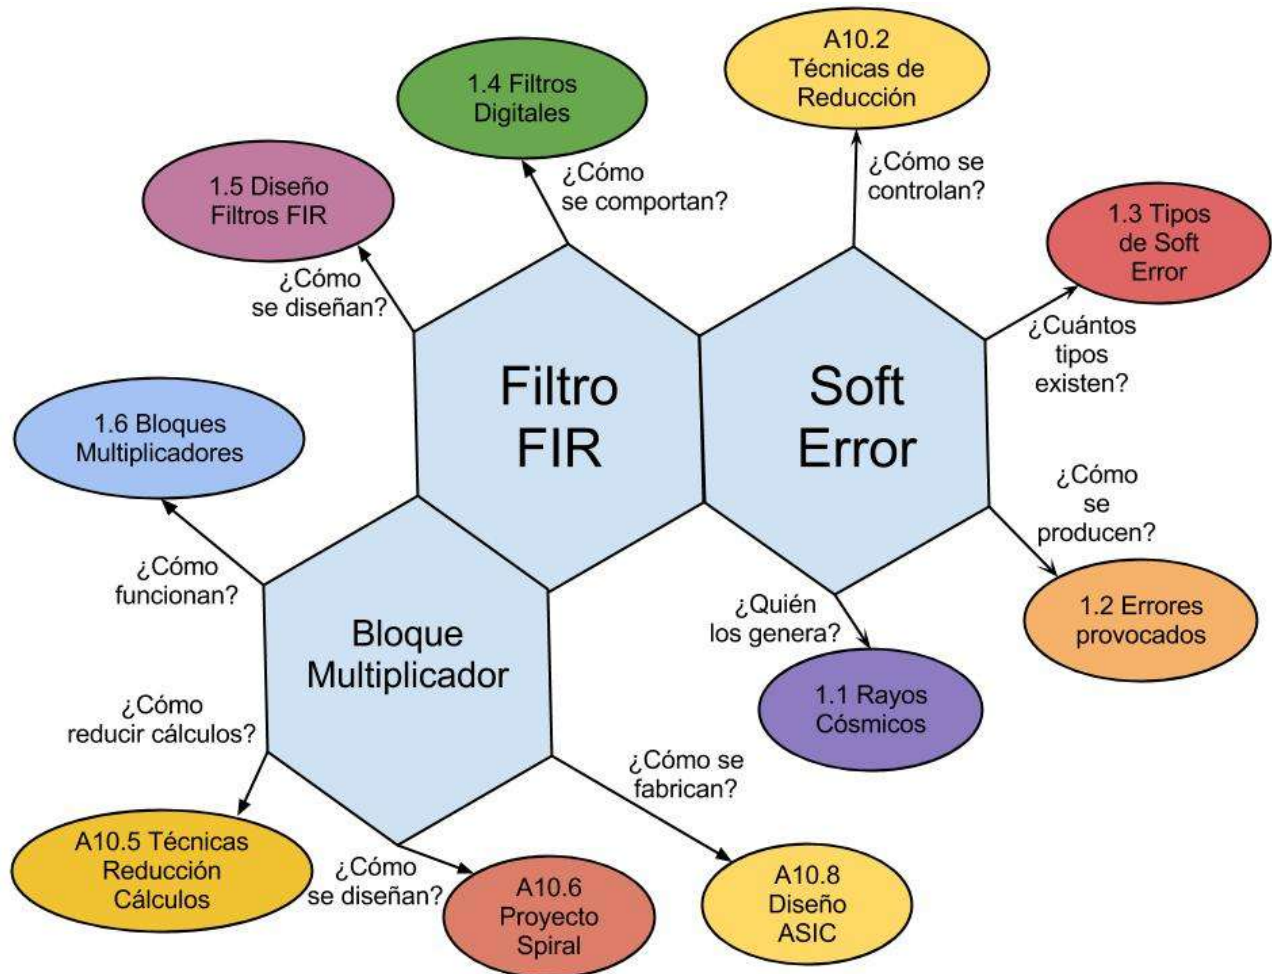 A10.2
Técnicas de
Reducción
1.4 Filtros
Digitales
¿Cómo se
controlan?
¿Cómo
se comportan?
1.5 Diseño
Filtros FIR
1.3 Tipos
de Soft
Error
¿Cómo
se diseñan?
¿Cuántos
tipos
existen?
Filtro
FIR
Soft
Error
1.6 Bloques
Multiplicadores
¿Cómo
se
producen?
¿Cómo
funcionan?
¿Quién
los genera?
1.2 Errores
provocados
Bloque
Multiplicador
1.1 Rayos
Cósmicos
¿Cómo
reducir cálculos?
¿Cómo se
fabrican?
A10.5 Técnicas
Reducción
Cálculos
¿Cómo
se diseñan?
A10.6
Proyecto
Spiral
A10.8
Diseño
ASIC